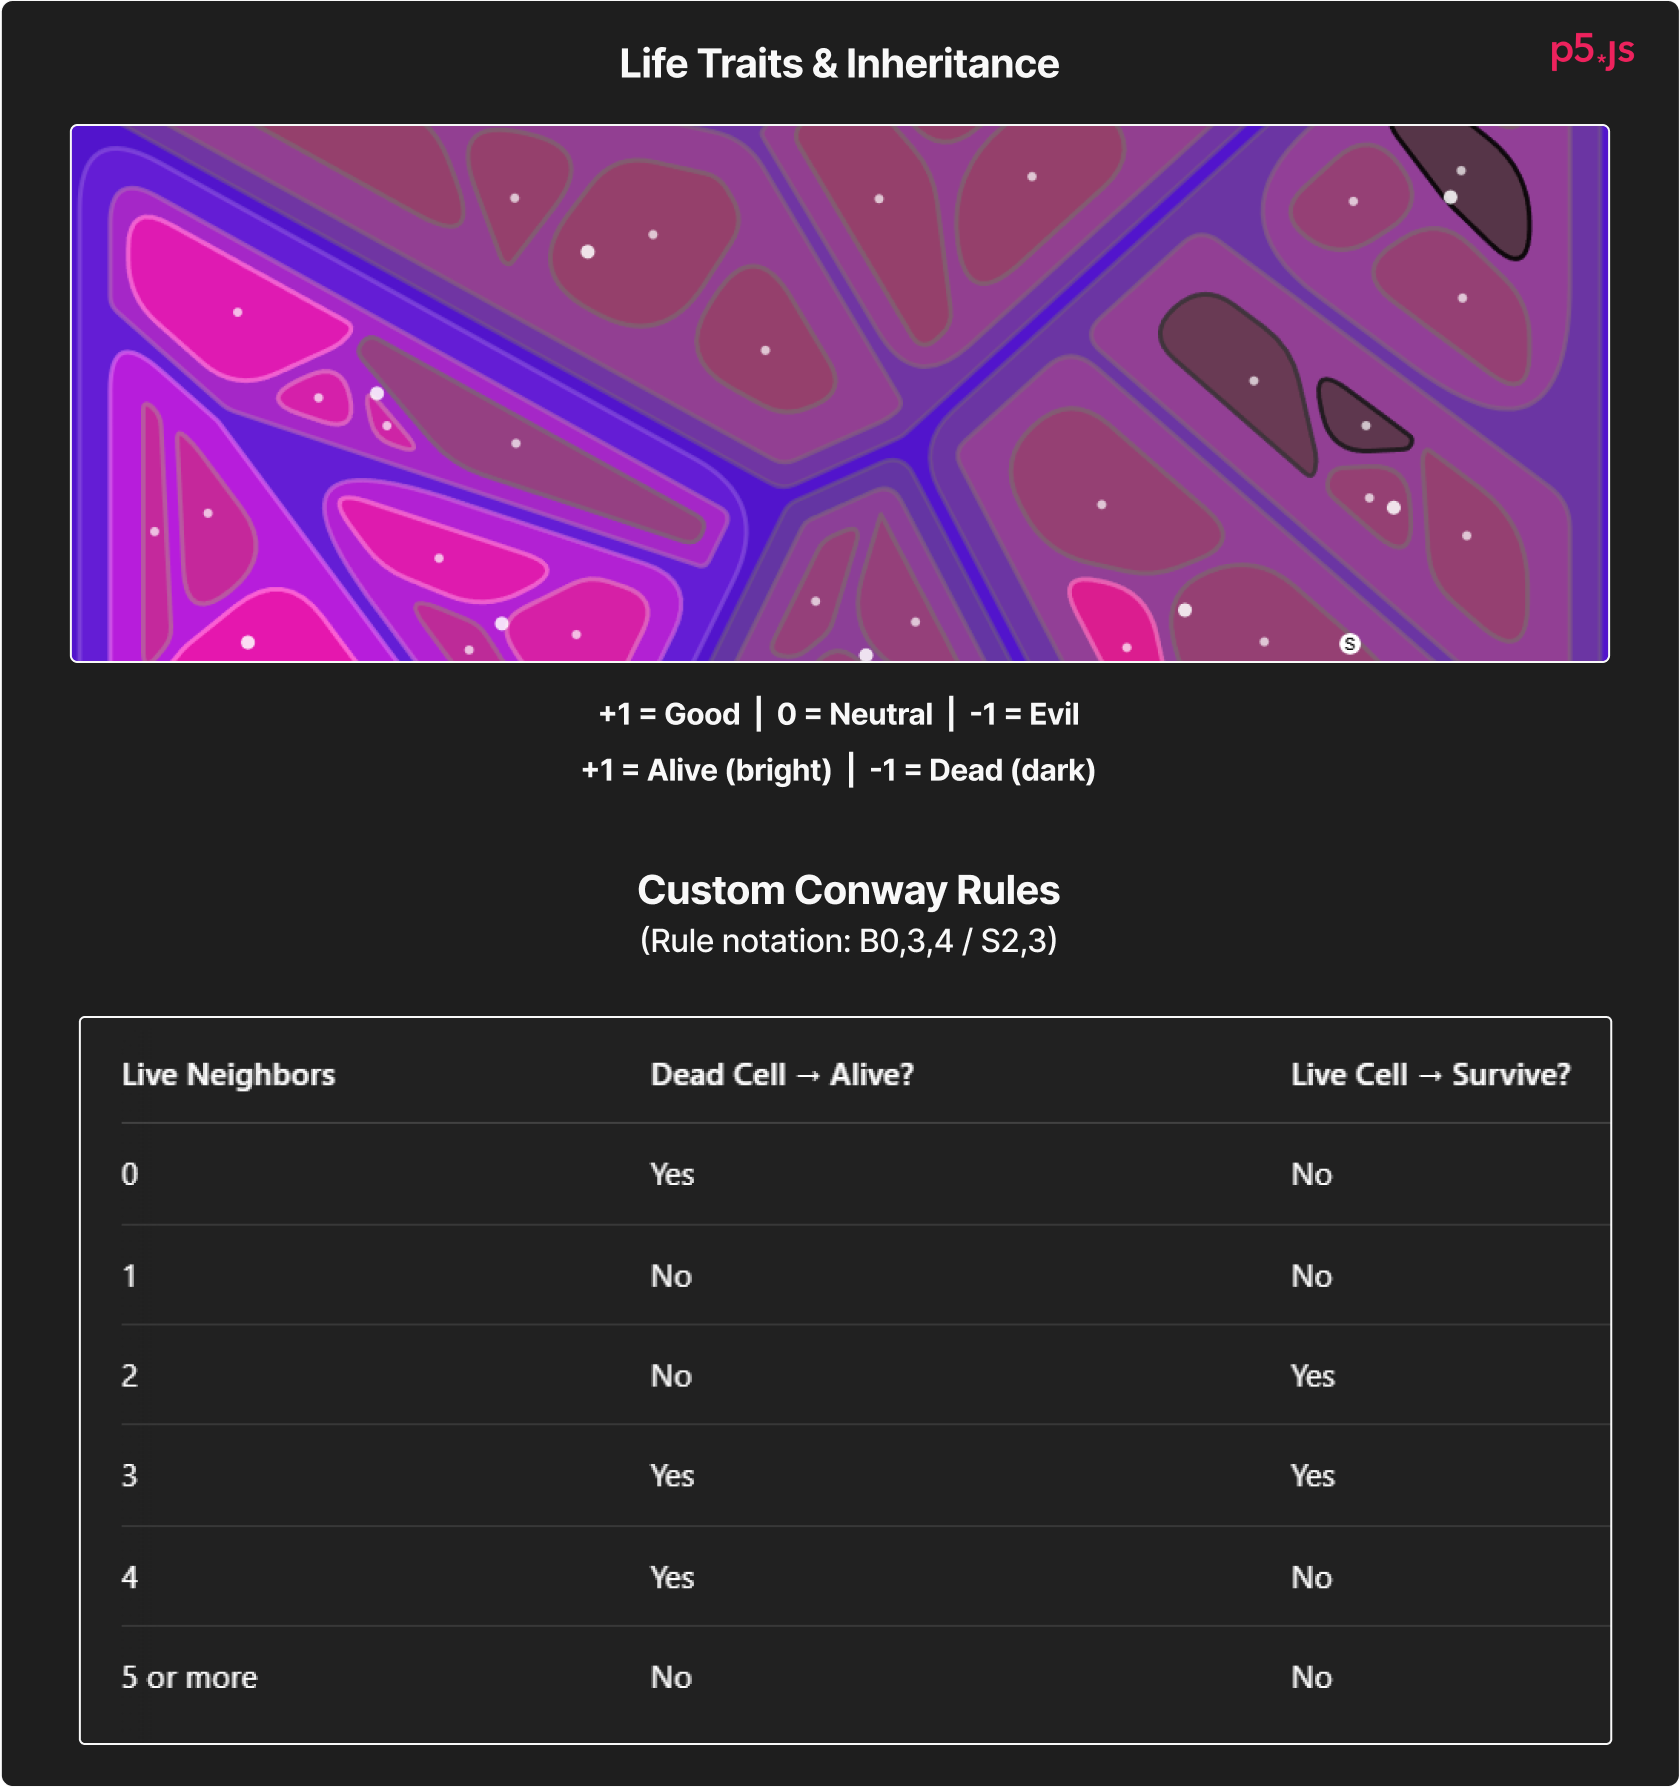 Life Traits & Inheritance
p5*js
S
+1 = Good | 0 = Neutral | -1 = Evil
+1 = Alive (bright) | -1 = Dead (dark)
Custom Conway Rules
(Rule notation: B0,3,4 / S2,3)
Live Neighbors Dead Cell → Alive? Live Cell → Survive?
0 Yes No
1 No No
2 No Yes
3 Yes Yes
4 Yes No
5 or more No No